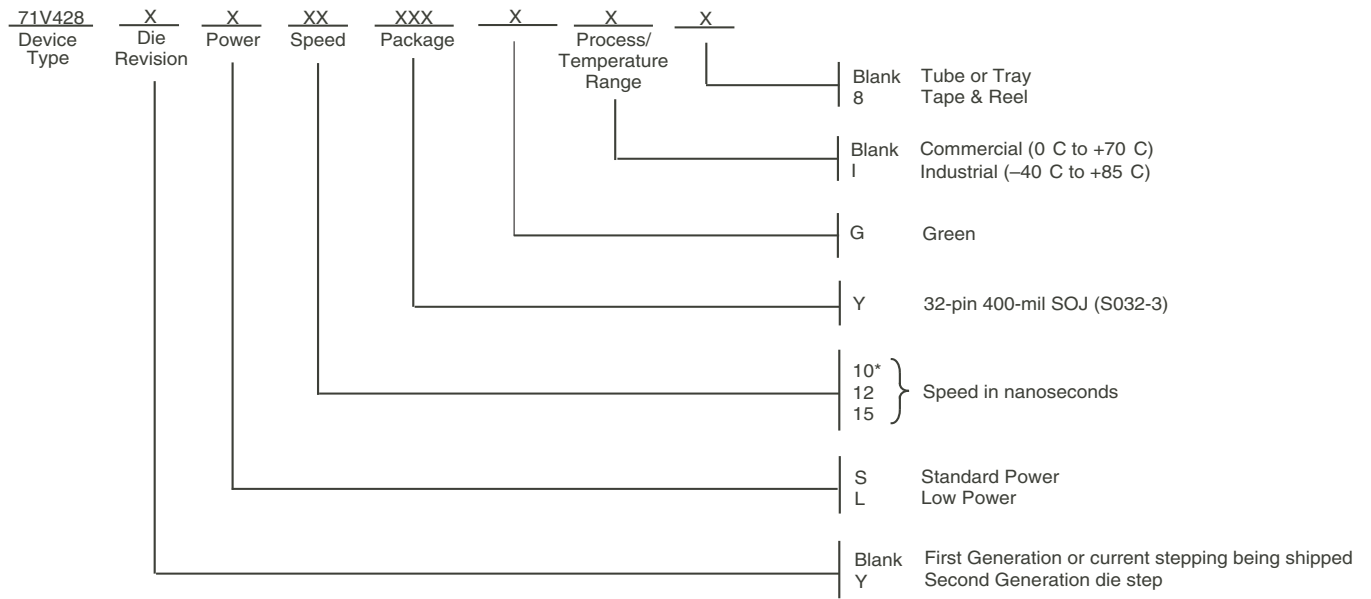 71V428 X X XX XXX X X X
Device Type
Die Revision
Power
Speed
Package
Process/
Temperature
Range
Blank Tube or Tray
8 Tape & Reel
Blank Commercial (0 C to +70 C)
I Industrial (–40 C to +85 C)
G Green
Y 32-pin 400-mil SOJ (S032-3)
10*
12
15
Speed in nanoseconds
S Standard Power
L Low Power
Blank First Generation or current stepping being shipped
Y Second Generation die step